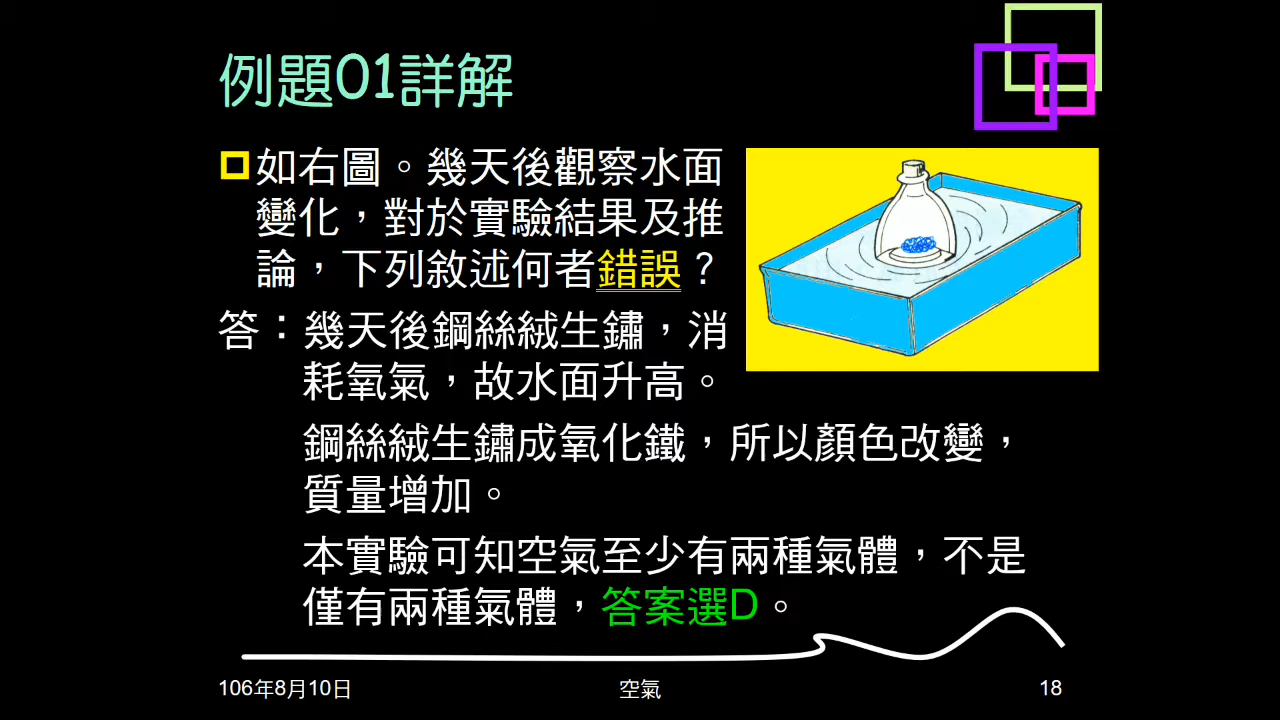 例題01詳解
如右圖。幾天後觀察水面
變化，對於實驗結果及推
論，下列敘述何者錯誤？
答：幾天後鋼絲絨生鏽，消
耗氧氣，故水面升高。
鋼絲絨生鏽成氧化鐵，所以顏色改變，
質量增加。
本實驗可知空氣至少有兩種氣體，不是
僅有兩種氣體，答案選D。
106年8月10日
空氣
18